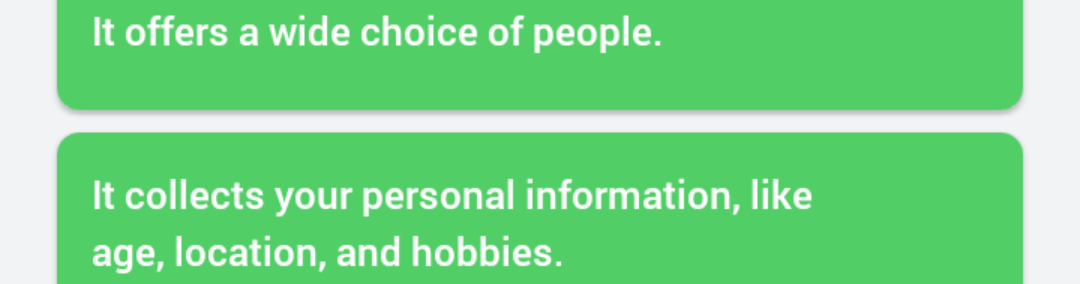 It offers a wide choice of people.
It collects your personal information, like
age, location, and hobbies.